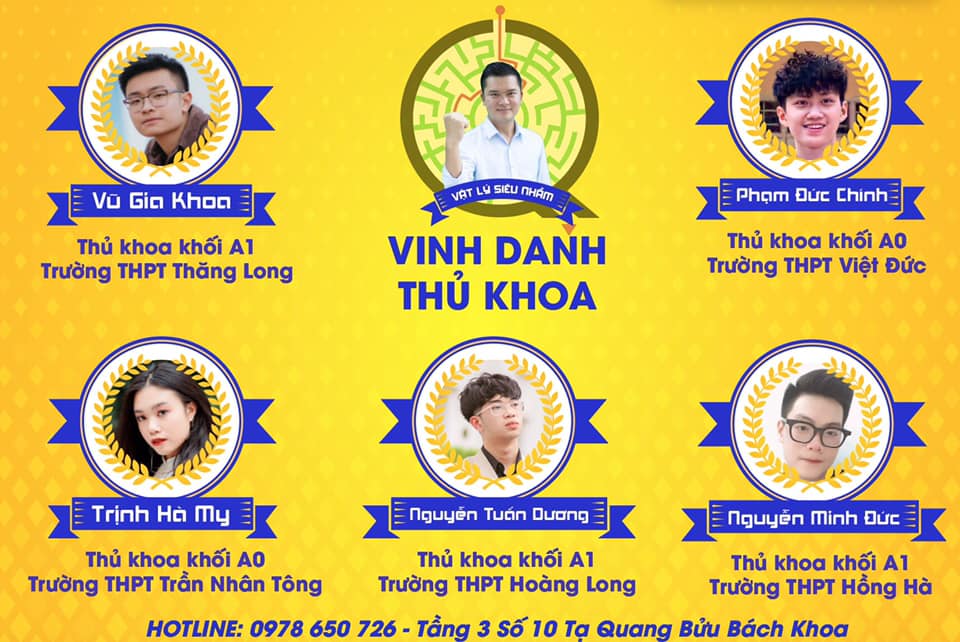 Vũ Gia Khoa
Thủ khoa khối A1
Trường THPT Thăng Long
VẬT LÝ SIÊU NHẨM
VINH DANH
THỦ KHOA
Phạm Đức Chính
Thủ khoa khối A0
Trường THPT Việt Đức
Trịnh Hà My
Thủ khoa khối A0
Trường THPT Trần Nhân Tông
Nguyễn Tuấn Dương
Thủ khoa khối A1
Trường THPT Hoàng Long
Nguyễn Minh Đức
Thủ khoa khối A1
Trường THPT Hồng Hà
HOTLINE: 0978 650 726 - Tầng 3 Số 10 Tạ Quang Bửu Bách Khoa